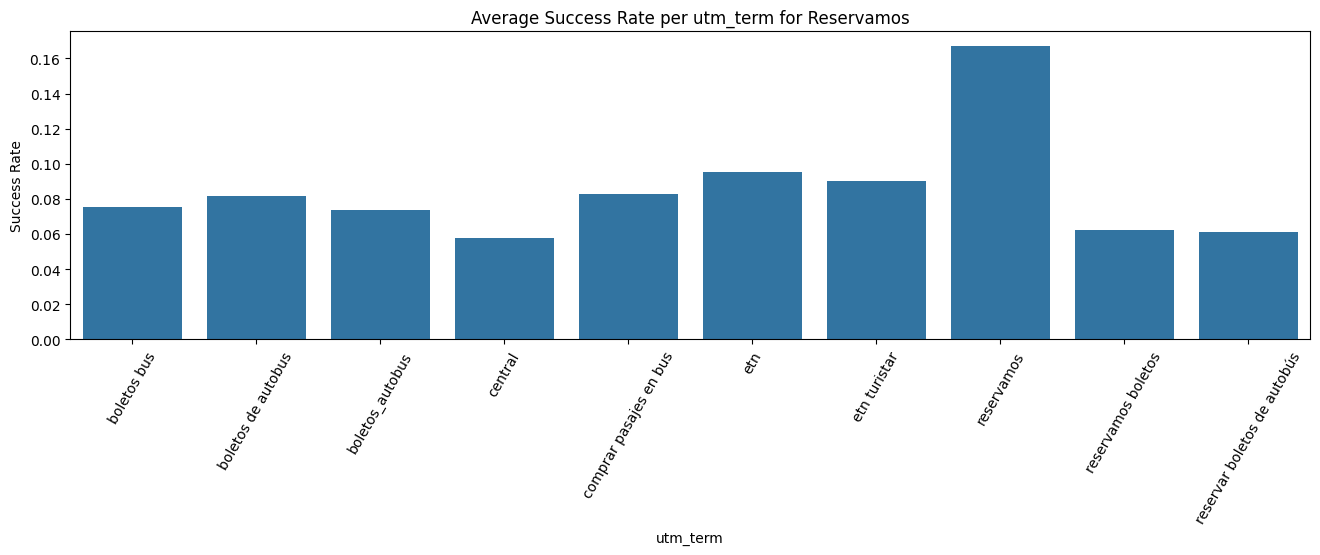 Average Success Rate per utm_term for Reservamos
Success Rate
0.16
0.14
0.12
0.10
0.08
0.06
0.04
0.02
0.00
boletos bus
boletos de autobus
boletos_autobus
central
comprar pasajes en bus
etn
etn turistar
reservamos
reservamos boletos
reservar boletos de autobús
utm_term